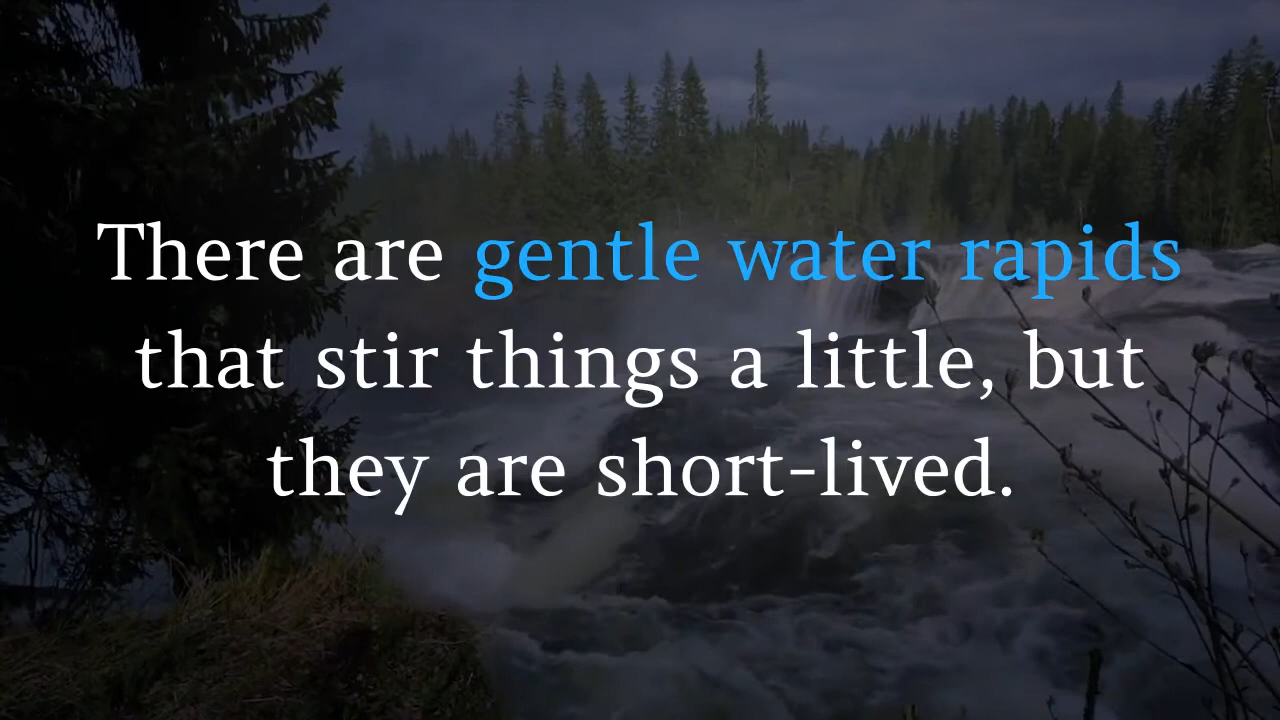 There are gentle water rapids
that stir things a little, but
they are short-lived.